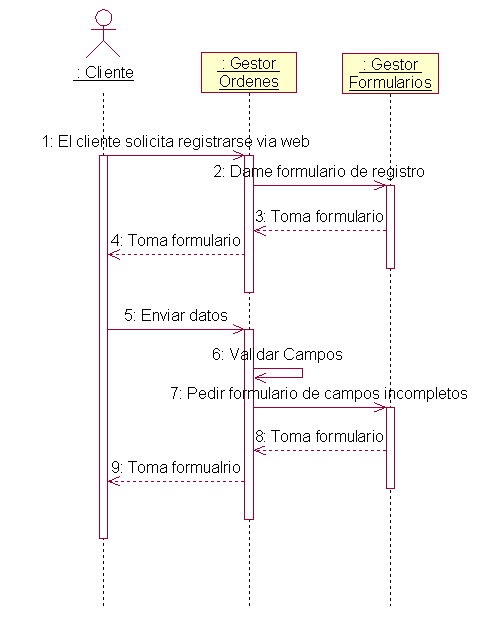 : Cliente
: Gestor
Ordenes
: Gestor
Formularios
1: El cliente solicita registrarse via web
2: Dame formulario de registro
3: Toma formulario
4: Toma formulario
5: Enviar datos
6: Validar Campos
7: Pedir formulario de campos incompletos
8: Toma formulario
9: Toma formualrio